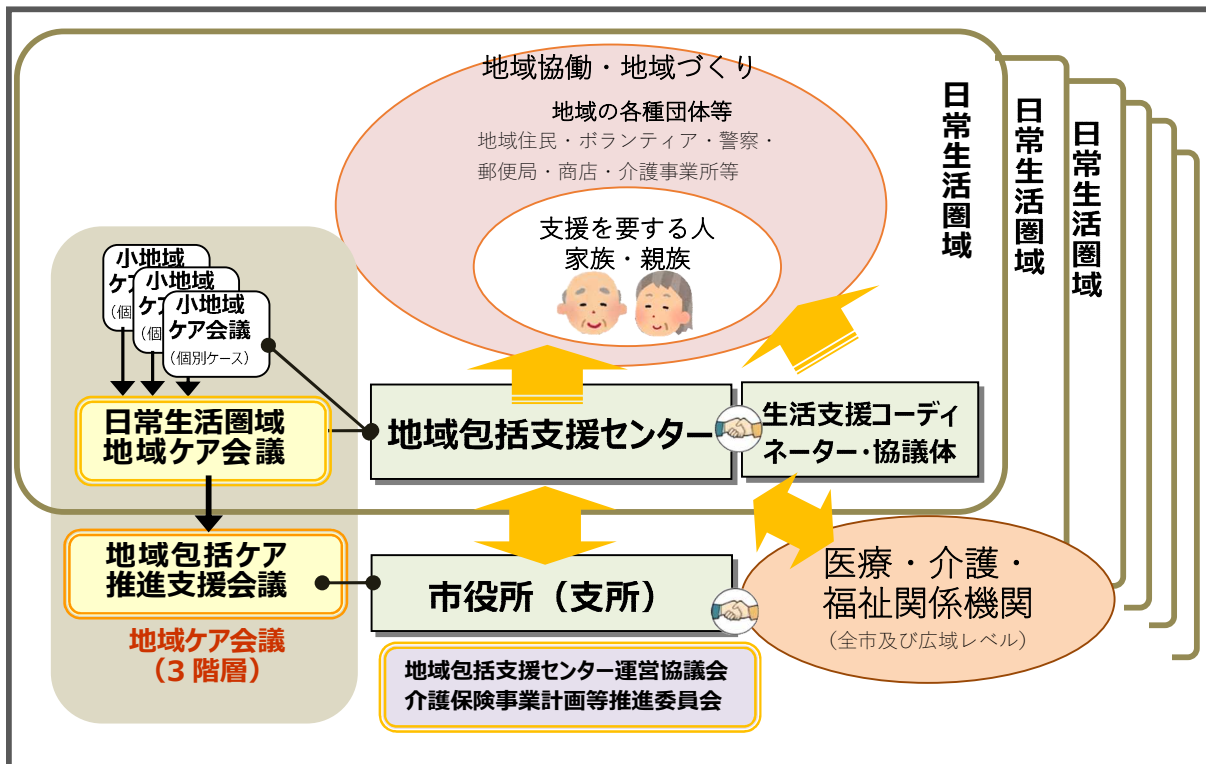 地域協働・地域づくり
地域の各種団体等
地域住民・ボランティア・警察・
郵便局・商店・介護事業所等
支援を要する人
家族・親族
日常生活圏域
日常生活圏域
日常生活圏域
小地域
ケ
(個
小地域
ケ
(個
小地域
ケア会議
(個別ケース)
日常生活圏域
地域ケア会議
地域包括支援センター
生活支援コーディ
ネーター・協議体
地域包括ケア
推進支援会議
市役所（支所）
医療・介護・
福祉関係機関
(全市及び広域レベル)
地域ケア会議
（3 階層）
地域包括支援センター運営協議会
介護保険事業計画等推進委員会